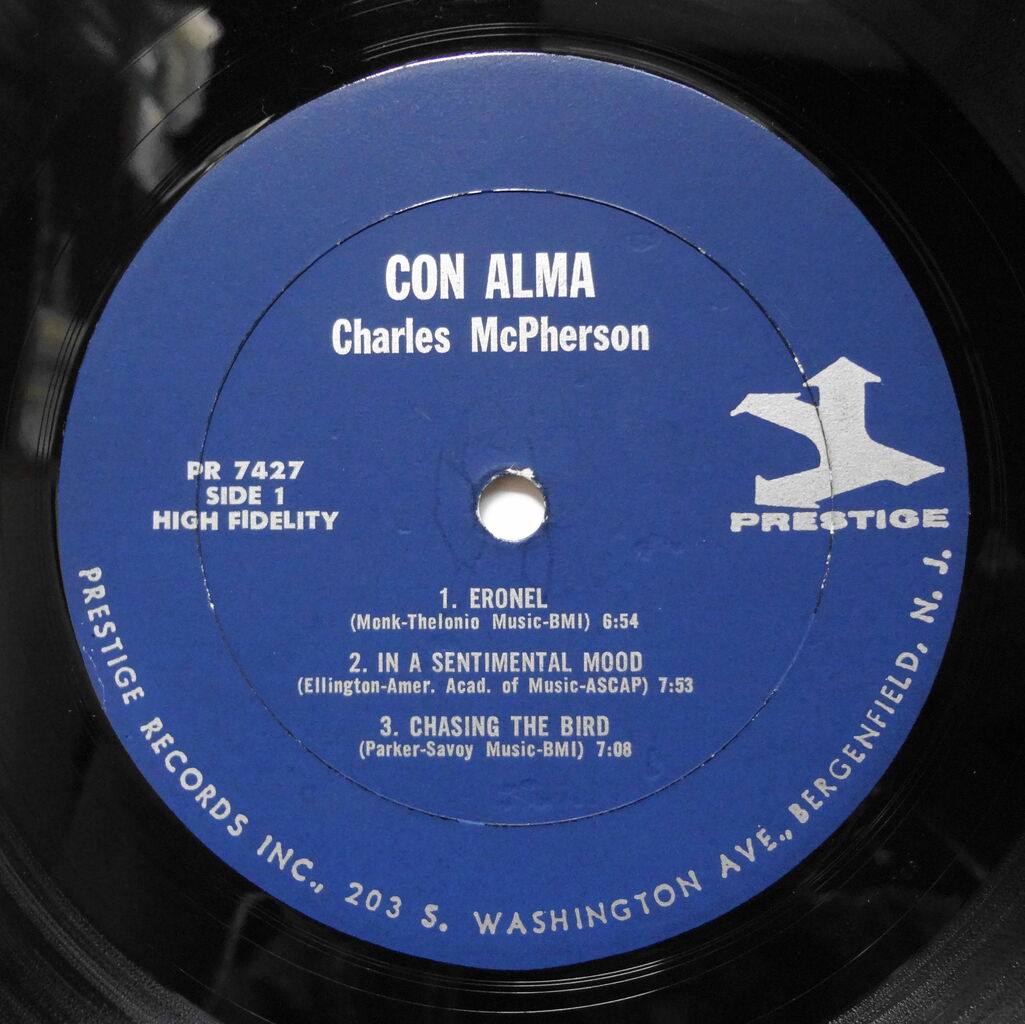 CON ALMA
Charles McPherson
PR 7427
SIDE 1
HIGH FIDELITY
PRESTIGE
1. ERONEL
(Monk-Thelonio Music-BMI) 6:54
2. IN A SENTIMENTAL MOOD
(Ellington-Amer. Acad. of Music-ASCAP) 7:53
3. CHASING THE BIRD
(Parker-Savoy Music-BMI) 7:08
PRESTIGE RECORDS INC., 203 S. WASHINGTON AVE., BERGENFIELD, N. J.